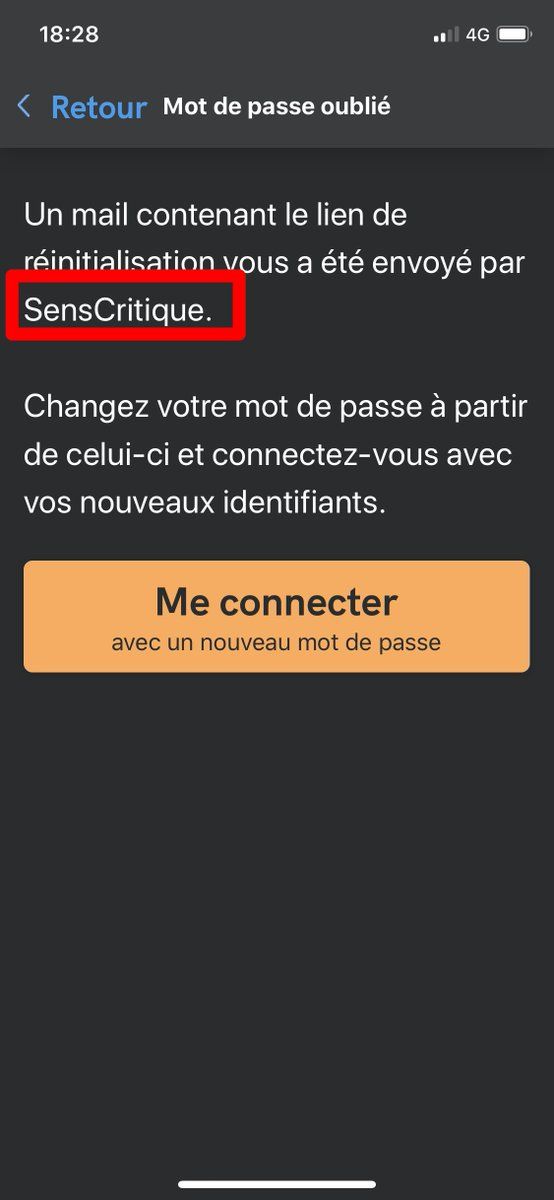 18:28
4G
Retour Mot de passe oublié
Un mail contenant le lien de
réinitialisation vous a été envoyé par
SensCritique.
Changez votre mot de passe à partir
de celui-ci et connectez-vous avec
vos nouveaux identifiants.
Me connecter
avec un nouveau mot de passe